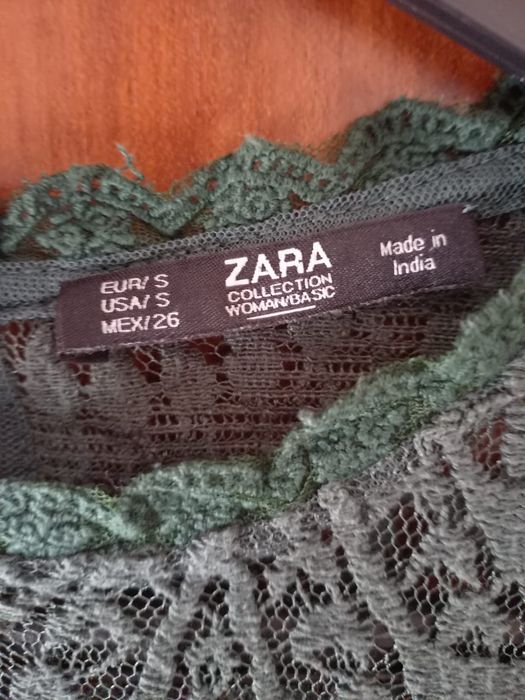 EUR/ S
USA/ S
MEX/26
ZARA
COLLECTION
WOMAN/BASIC
Made in
India